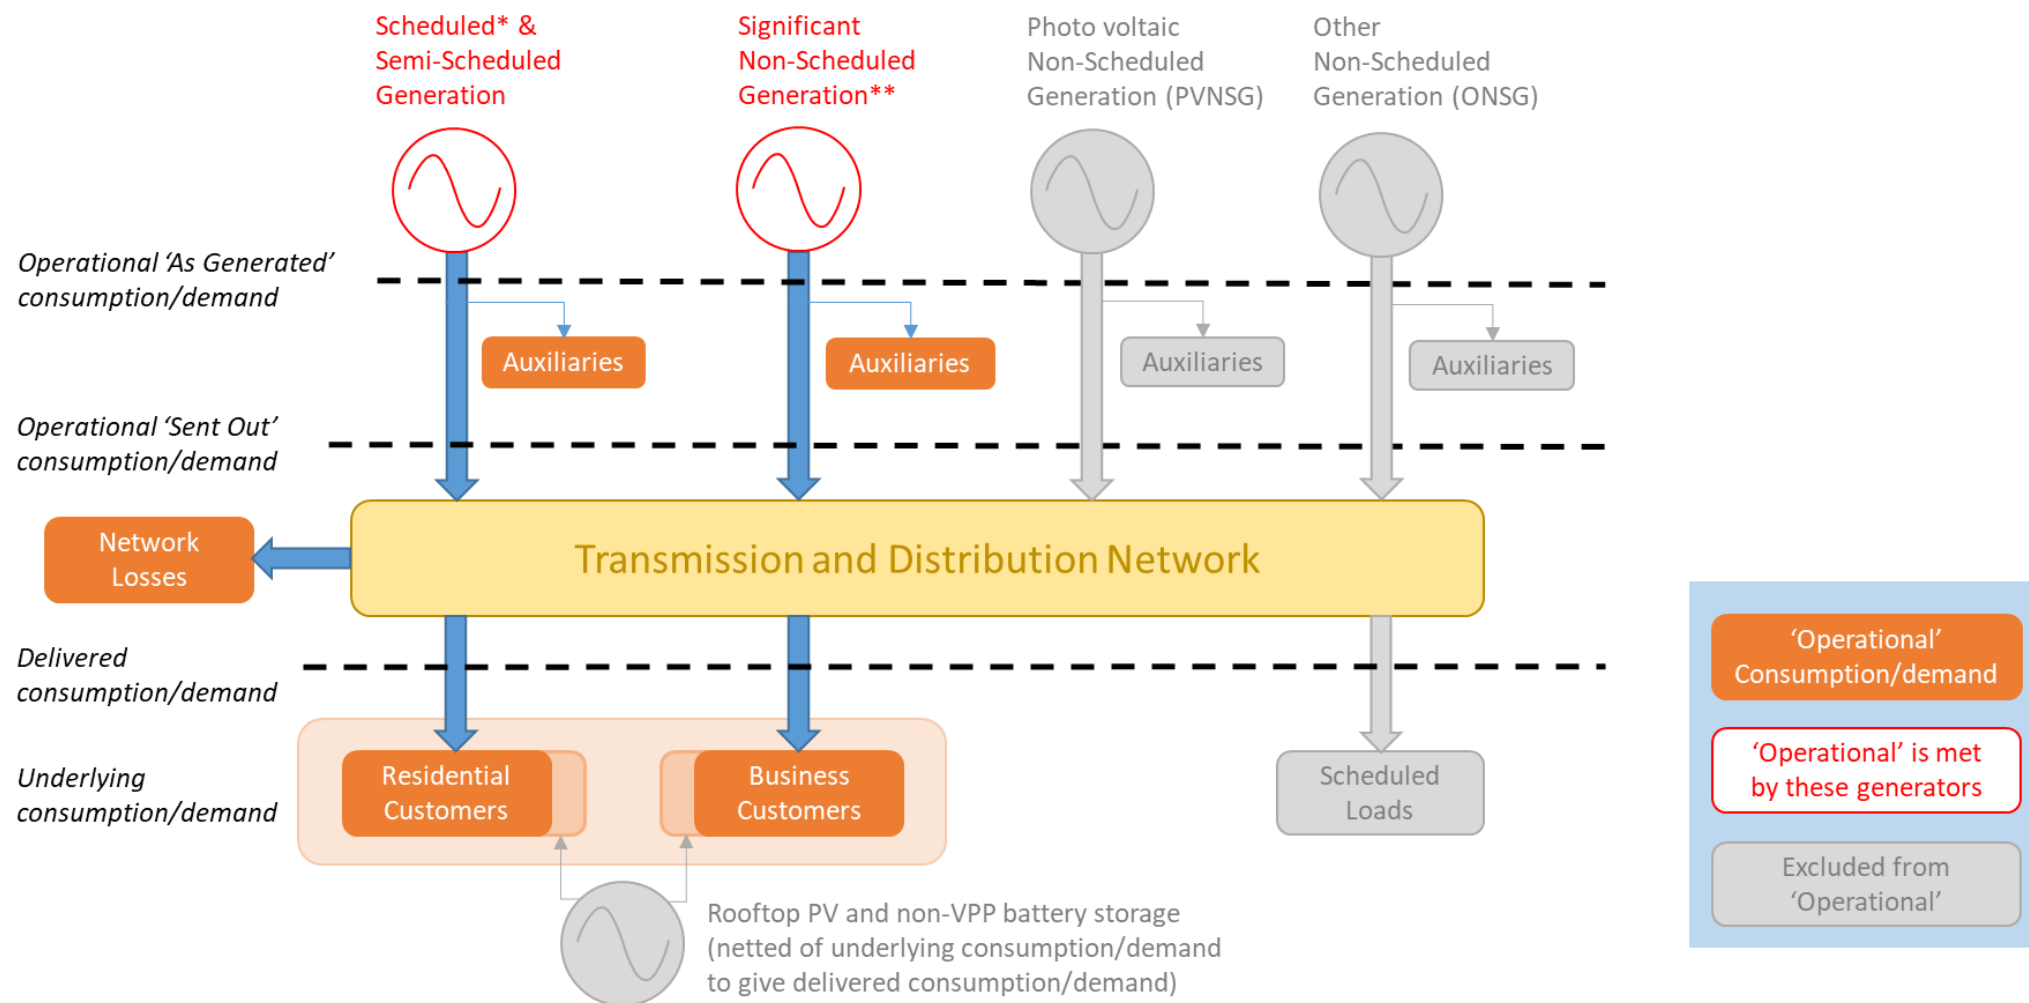 Scheduled* &
Semi-Scheduled
Generation
Significant
Non-Scheduled
Generation**
Photo voltaic
Non-Scheduled
Generation (PVNSG)
Other
Non-Scheduled
Generation (ONSG)
Operational ‘As Generated’
consumption/demand
Auxiliaries
Auxiliaries
Auxiliaries
Auxiliaries
Operational ‘Sent Out’
consumption/demand
Network
Losses
Transmission and Distribution Network
Delivered
consumption/demand
Underlying
consumption/demand
Residential
Customers
Business
Customers
Scheduled
Loads
Rooftop PV and non-VPP battery storage
(netted of underlying consumption/demand
to give delivered consumption/demand)
‘Operational’
Consumption/demand
‘Operational’ is met
by these generators
Excluded from
‘Operational’